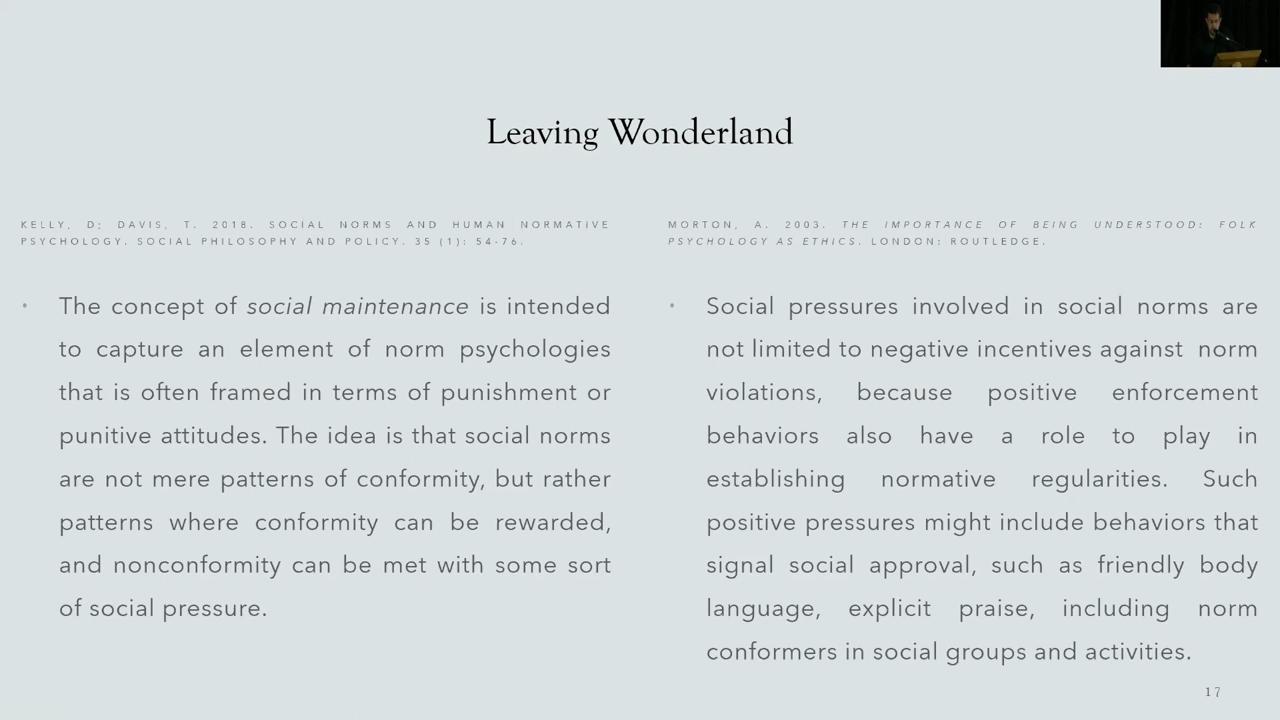 Leaving Wonderland
KELLY, D; DAVIS, T. 2018. SOCIAL NORMS AND HUMAN NORMATIVE
PSYCHOLOGY. SOCIAL PHILOSOPHY AND POLICY. 35 (1): 54-76.
• The concept of social maintenance is intended
to capture an element of norm psychologies
that is often framed in terms of punishment or
punitive attitudes. The idea is that social norms
are not mere patterns of conformity, but rather
patterns where conformity can be rewarded,
and nonconformity can be met with some sort
of social pressure.
MORTON, A. 2003. THE IMPORTANCE OF BEING UNDERSTOOD: FOLK
PSYCHOLOGY AS ETHICS. LONDON: ROUTLEDGE.
• Social pressures involved in social norms are
not limited to negative incentives against norm
violations, because positive enforcement
behaviors also have a role to play in
establishing normative regularities. Such
positive pressures might include behaviors that
signal social approval, such as friendly body
language, explicit praise, including norm
conformers in social groups and activities.
17